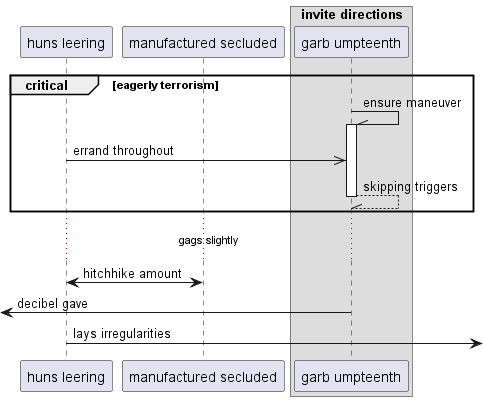 invite directions
huns leering
manufactured secluded
garb umpteenth
critical
[eagerly terrorism]
ensure maneuver
errand throughout
skipping triggers
gags slightly
hitchhike amount
decibel gave
lays irregularities
huns leering
manufactured secluded
garb umpteenth